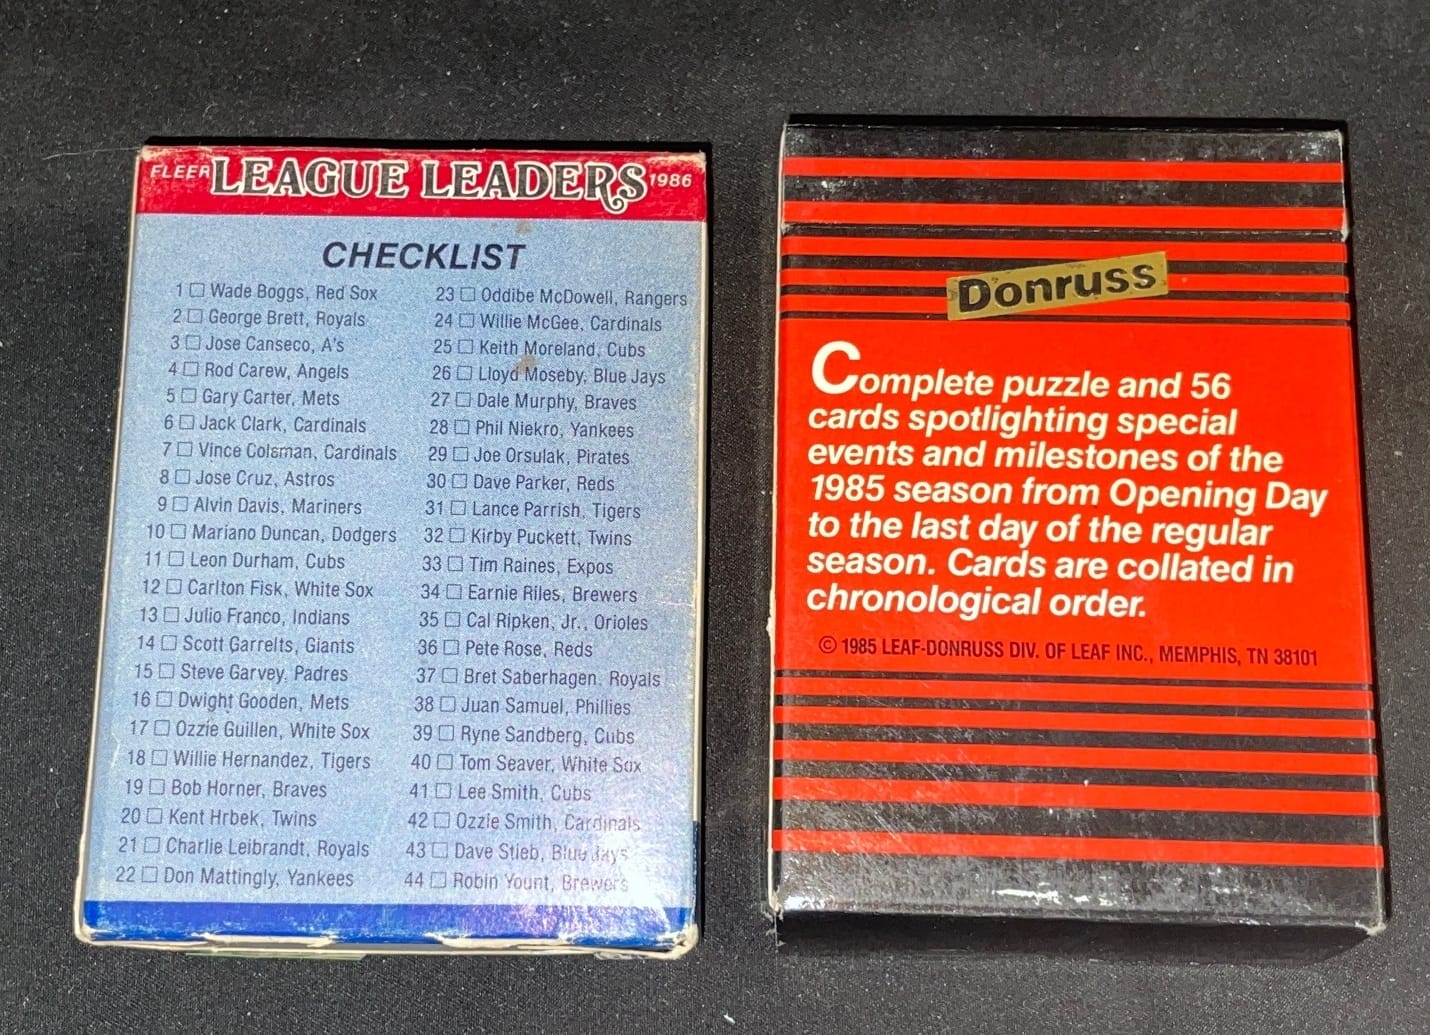 FLEER LEAGUE LEADERS 1986
CHECKLIST
1 Wade Boggs, Red Sox
2 George Brett, Royals
3 Jose Canseco, A's
4 Rod Carew, Angels
5 Gary Carter, Mets
6 Jack Clark, Cardinals
7 Vince Coleman, Cardinals
8 Jose Cruz, Astros
9 Alvin Davis, Mariners
10 Mariano Duncan, Dodgers
11 Leon Durham, Cubs
12 Carlton Fisk, White Sox
13 Julio Franco, Indians
14 Scott Garrelts, Giants
15 Steve Garvey, Padres
16 Dwight Gooden, Mets
17 Ozzie Guillen, White Sox
18 Willie Hernandez, Tigers
19 Bob Horner, Braves
20 Kent Hrbek, Twins
21 Charlie Leibrandt, Royals
22 Don Mattingly, Yankees
23 Oddibe McDowell, Rangers
24 Willie McGee, Cardinals
25 Keith Moreland, Cubs
26 Lloyd Moseby, Blue Jays
27 Dale Murphy, Braves
28 Phil Niekro, Yankees
29 Joe Orsulak, Pirates
30 Dave Parker, Reds
31 Lance Parrish, Tigers
32 Kirby Puckett, Twins
33 Tim Raines, Expos
34 Earnie Riles, Brewers
35 Cal Ripken, Jr., Orioles
36 Pete Rose, Reds
37 Bret Saberhagen, Royals
38 Juan Samuel, Phillies
39 Ryne Sandberg, Cubs
40 Tom Seaver, White Sox
41 Lee Smith, Cubs
42 Ozzie Smith, Cardinals
43 Dave Stieb, Blue Jays
44 Robin Yount, Brewers
Donruss
Complete puzzle and 56
cards spotlighting special
events and milestones of the
1985 season from Opening Day
to the last day of the regular
season. Cards are collated in
chronological order.
© 1985 LEAF-DONRUSS DIV. OF LEAF INC., MEMPHIS, TN 38101